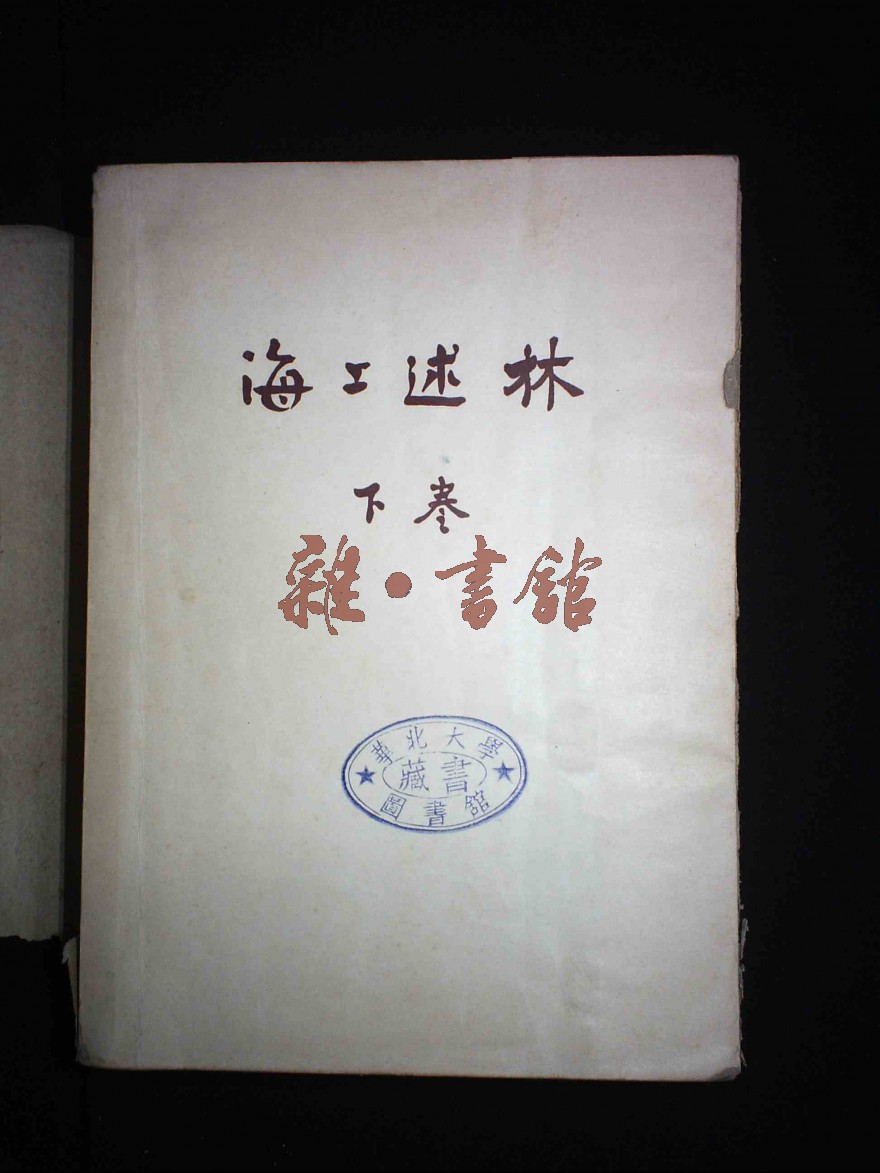 海上述林
下卷
雜·書館
華北大學
藏書
圖書館